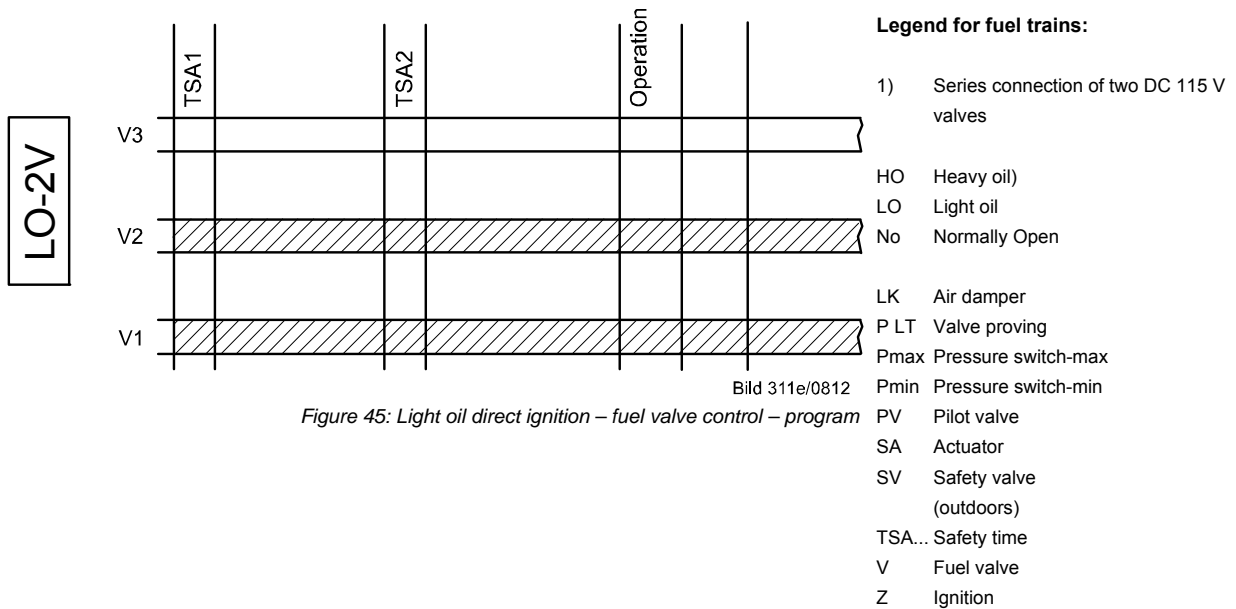 LO-2V
TSA1
TSA2
Operation
V3
V2
V1
Bild 311e/0812
Figure 45: Light oil direct ignition – fuel valve control – program
Legend for fuel trains:
1) Series connection of two DC 115 V
valves
HO Heavy oil)
LO Light oil
No Normally Open
LK Air damper
P LT Valve proving
Pmax Pressure switch-max
Pmin Pressure switch-min
PV Pilot valve
SA Actuator
SV Safety valve
(outdoors)
TSA... Safety time
V Fuel valve
Z Ignition